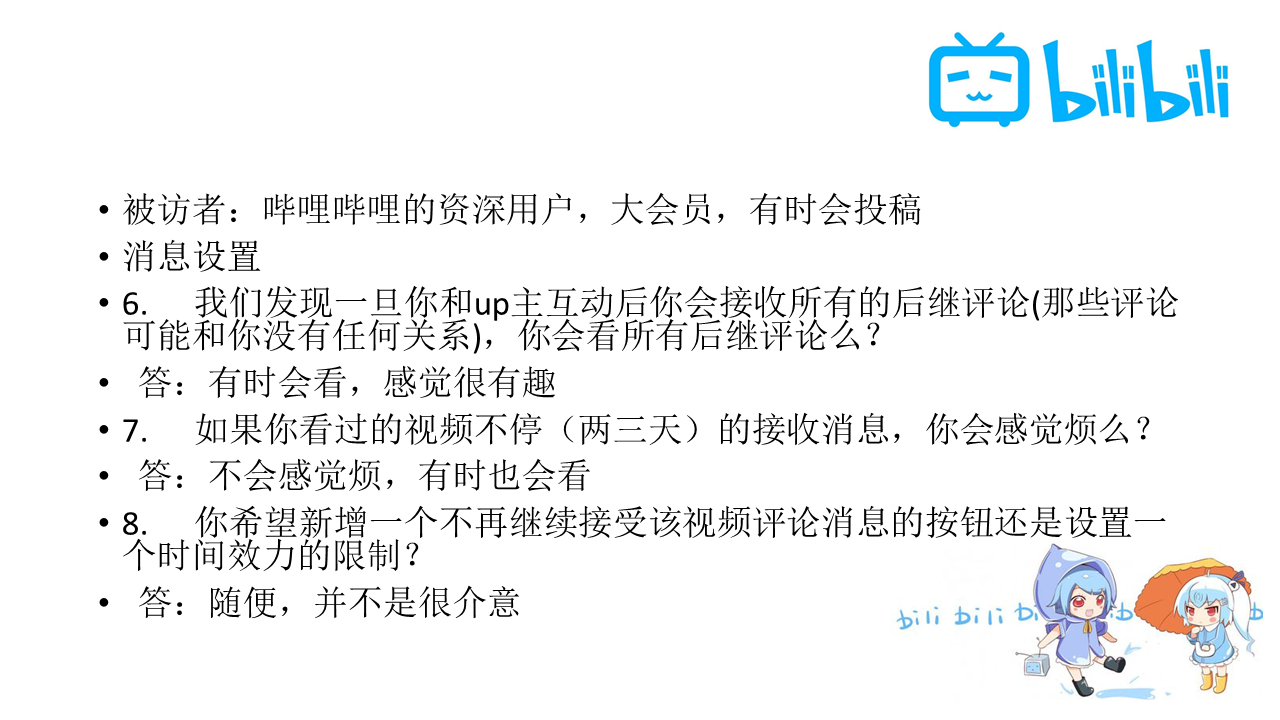 bilibili
• 被访者：哔哩哔哩的资深用户，大会员，有时会投稿
• 消息设置
• 6. 我们发现一旦你和up主互动后你会接收所有的后继评论(那些评论
可能和你没有任何关系)，你会看所有后继评论么？
• 答：有时会看，感觉很有趣
• 7. 如果你看过的视频不停（两三天）的接收消息，你会感觉烦么？
• 答：不会感觉烦，有时也会看
• 8. 你希望新增一个不再继续接受该视频评论消息的按钮还是设置一
个时间效力的限制？
• 答：随便，并不是很介意
bili bili bi b b